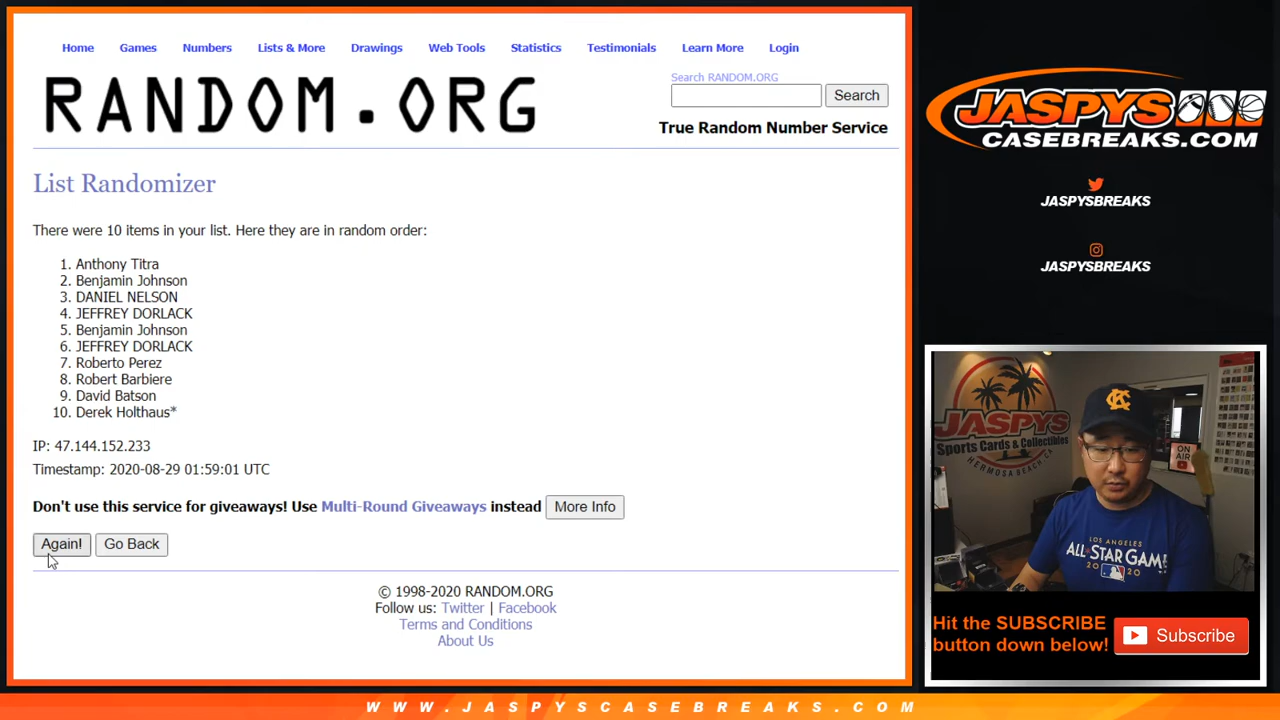 Home Games Numbers Lists & More Drawings Web Tools Statistics Testimonials Learn More Login
RANDOM.ORG
Search RANDOM.ORG
Search
True Random Number Service
List Randomizer
There were 10 items in your list. Here they are in random order:
1. Anthony Titra
2. Benjamin Johnson
3. DANIEL NELSON
4. JEFFREY DORLACK
5. Benjamin Johnson
6. JEFFREY DORLACK
7. Roberto Perez
8. Robert Barbiere
9. David Batson
10. Derek Holthaus*
IP: 47.144.152.233
Timestamp: 2020-08-29 01:59:01 UTC
Don't use this service for giveaways! Use Multi-Round Giveaways instead More Info
Again! Go Back
© 1998-2020 RANDOM.ORG
Follow us: Twitter | Facebook
Terms and Conditions
About Us
JASPYS
CASEBREAKS.COM
JASPYSBREAKS
JASPYSBREAKS
JASPYS
Sports Cards & Collectibles
HERMOSA BEACH, CA
ON AIR
KC
LOS ANGELES
ALL-STAR GAME
2020
Hit the SUBSCRIBE
button down below!
Subscribe
WWW.JASPYSCASEBREAKS.COM